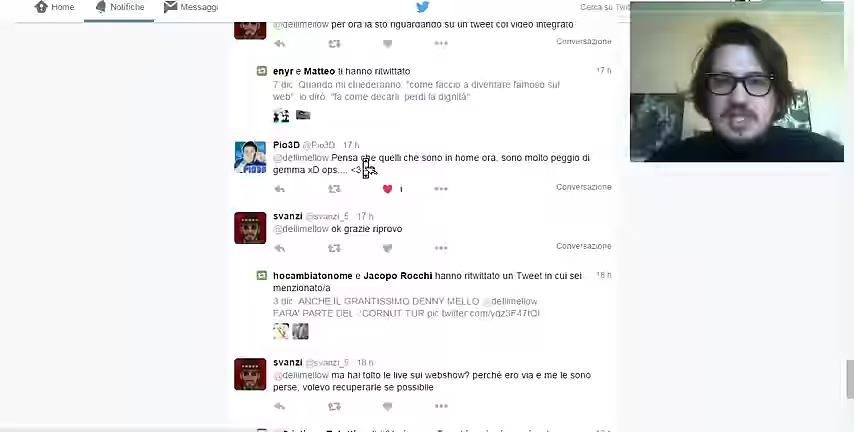 Home Notifiche Messaggi Cerca su Twit
@dellimellow per ora la sto riguardando su un tweet col video integrato
Conversazione
enyr e Matteo ti hanno ritwittato 17 h
7 dic Quando mi chiederanno: "come faccio a diventare famoso sul
web", io dirò: "fa come decarli, perdi la dignità"
Pio3D @Pio3D 17 h
@dellimellow Pensa che quelli che sono in home ora, sono molto peggio di
gemma xD ops.... <3
1
Conversazione
svanzi @svanzi_5 17 h
@dellimellow ok grazie riprovo
Conversazione
hocambiatonome e Jacopo Rocchi hanno ritwittato un Tweet in cui sei
menzionato/a
18 h
3 dic ANCHE IL GRANTISSIMO DENNY MELLO @dellimellow
FARA' PARTE DEL
svanzi @svanzi_5 18 h
@dellimellow ma hai tolto le live sul webshow? perchè ero via e me le sono
perse, volevo recuperarle se possibile